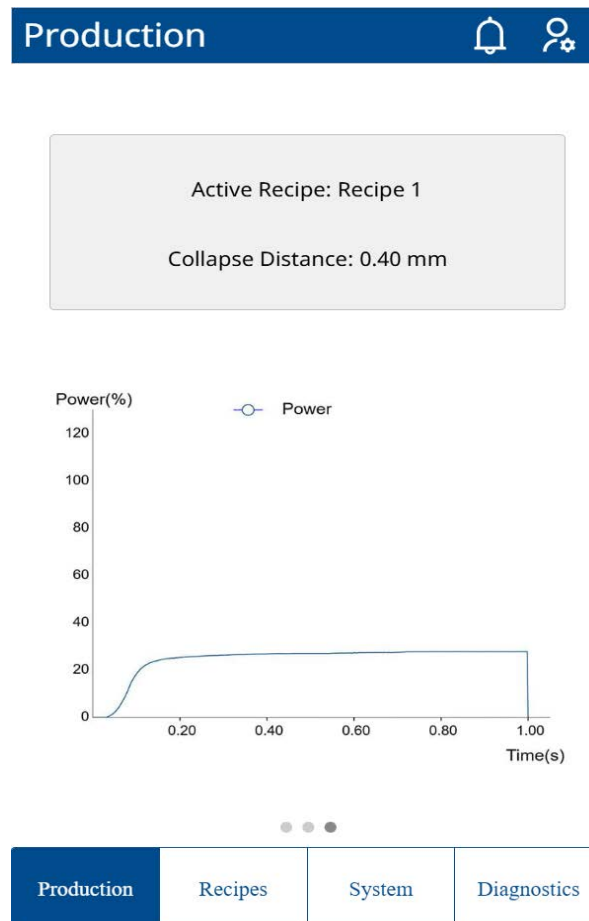 Production
Active Recipe: Recipe 1
Collapse Distance: 0.40 mm
Power(%)
Power
120
100
80
60
40
20
0
0.20 0.40 0.60 0.80 1.00
Time(s)
Production Recipes System Diagnostics